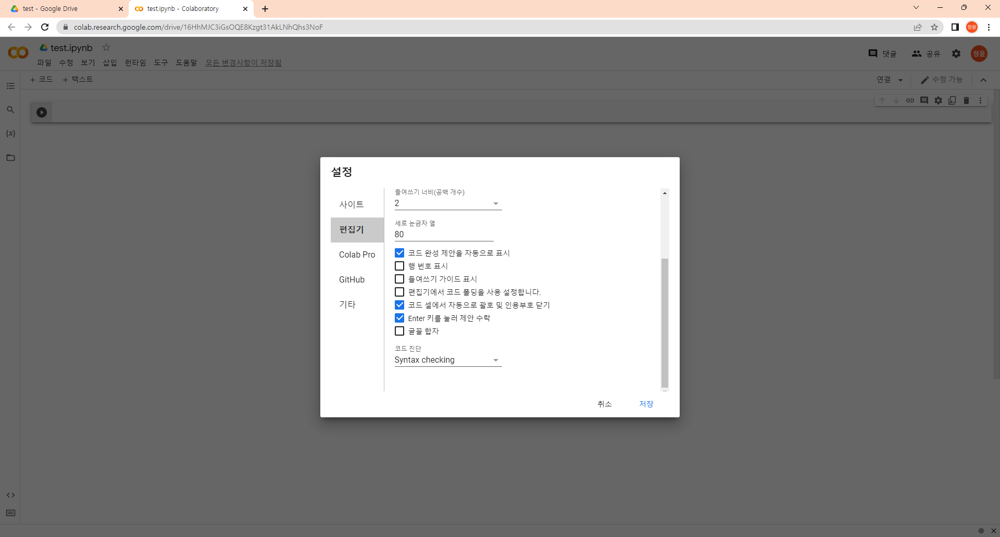 test - Google Drive
test.ipynb - Colaboratory
colab.research.google.com/drive/16HhMJC3iGsOQE8Kzgt31AkLNhQhs3NoF
정윤
test.ipynb
파일 수정 보기 삽입 런타임 도구 도움말 모든 변경사항이 저장됨
댓글 공유 정윤
+ 코드 + 텍스트
연결 수정 가능
{x}
설정
사이트
편집기
Colab Pro
GitHub
기타
들여쓰기 너비(공백 개수)
2
세로 눈금자 열
80
코드 완성 제안을 자동으로 표시
행 번호 표시
들여쓰기 가이드 표시
편집기에서 코드 폴딩을 사용 설정합니다.
코드 셀에서 자동으로 괄호 및 인용부호 닫기
Enter 키를 눌러 제안 수락
글꼴 합자
코드 진단
Syntax checking
취소 저장